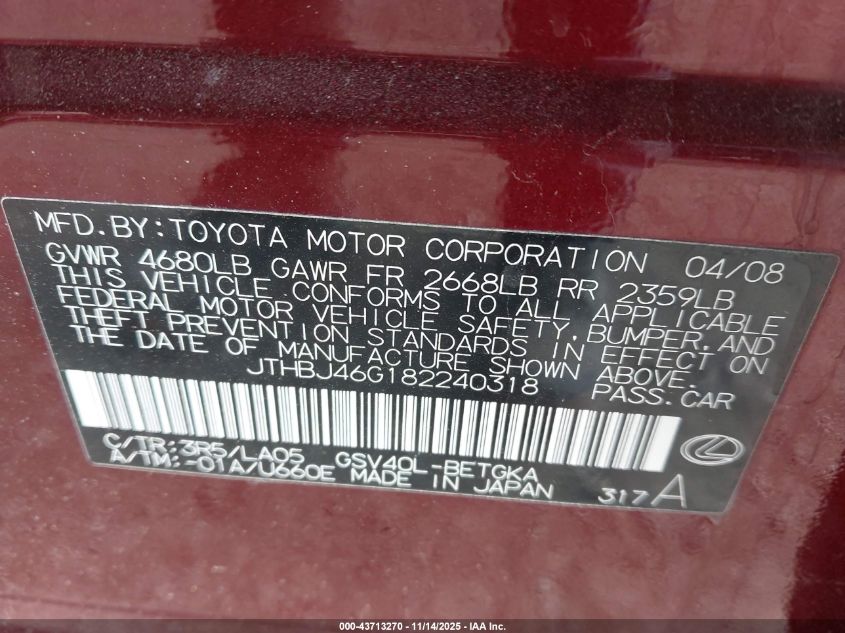 MFD.BY:TOYOTA MOTOR CORPORATION 04/08
GVWR 4680LB GAWR FR 2668LB RR 2359LB
THIS VEHICLE CONFORMS TO ALL APPLICABLE
FEDERAL MOTOR VEHICLE SAFETY,BUMPER,AND
THEFT PREVENTION STANDARDS IN EFFECT ON
THE DATE OF MANUFACTURE SHOWN ABOVE.
JTHBJ46G182240318 PASS.CAR
C/TR:3R5/LA05 GSV40L-BETGKA
A/TM:-01A/U660E MADE IN JAPAN 317A
000-43713270 - 11/14/2025 - IAA Inc.